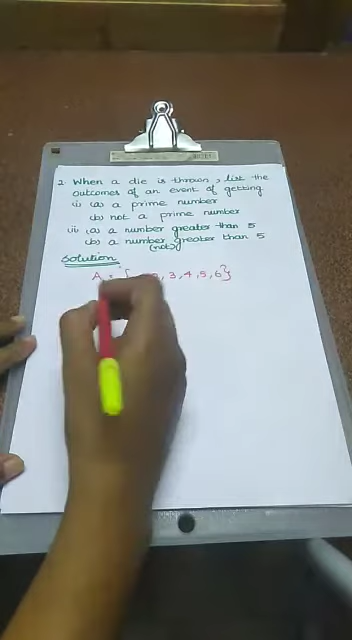 2. When a die is thrown, list the
outcomes of an event of getting
(i) (a) a prime number
(b) not a prime number
(ii) (a) a number greater than 5
(b) a number greater than 5
(not)
Solution
A = { 3, 4, 5, 6}